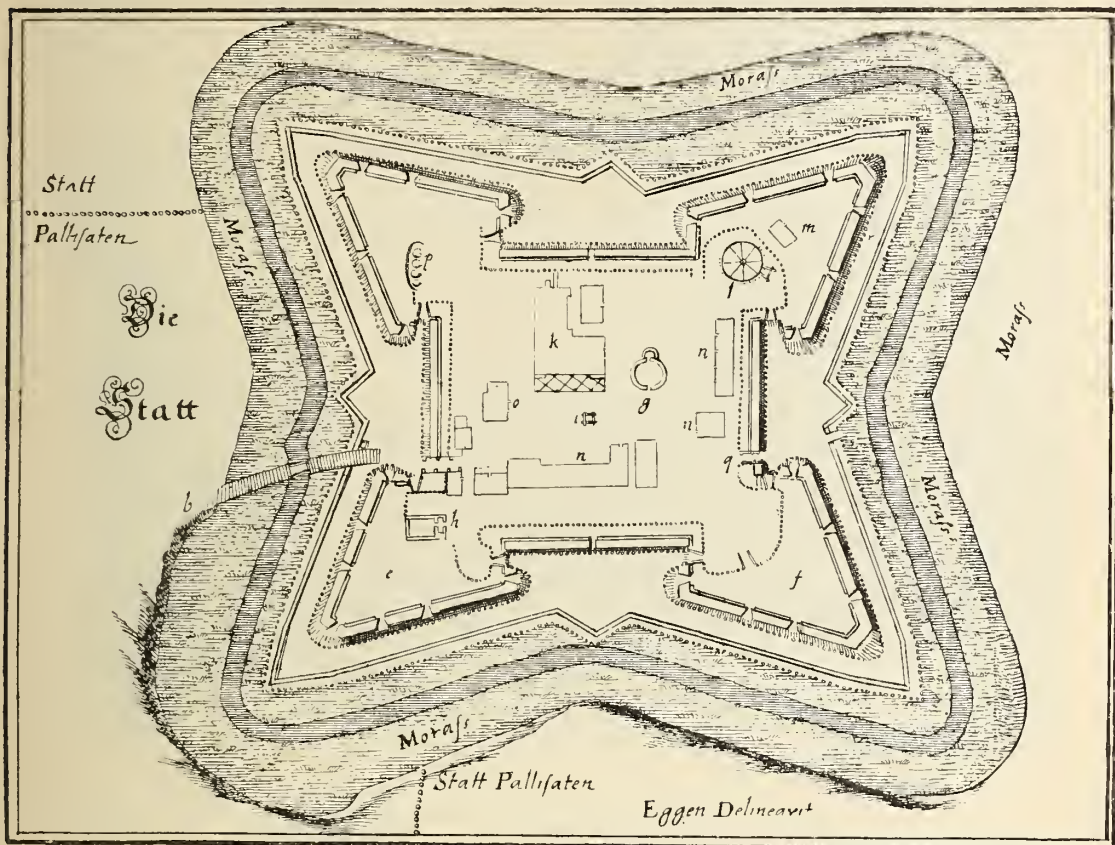 Moraſs
Statt
Palliſaten
Moraſs
Die
Statt
m
p
l
k
n
Moraſs
g
o
i
n
n
q
b
h
Moraſs
e
f
Moraſs
Statt Palliſaten
Eggen Delineavit